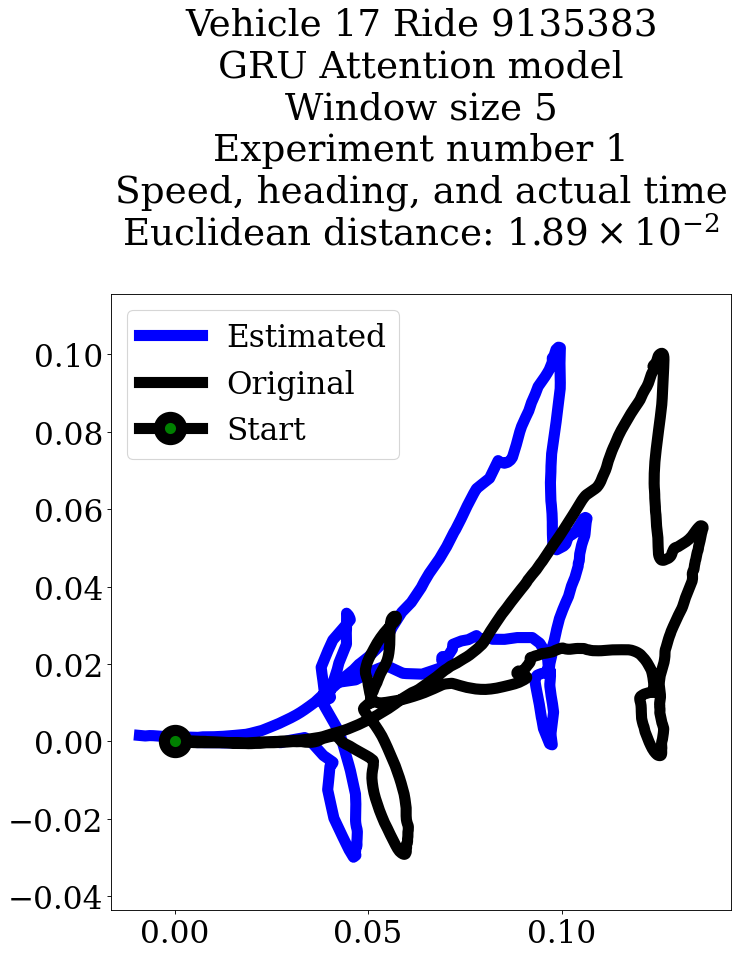 Vehicle 17 Ride 9135383
GRU Attention model
Window size 5
Experiment number 1
Speed, heading, and actual time
Euclidean distance: 1.89 × 10⁻²
Estimated
Original
Start
0.10
0.08
0.06
0.04
0.02
0.00
−0.02
−0.04
0.00 0.05 0.10